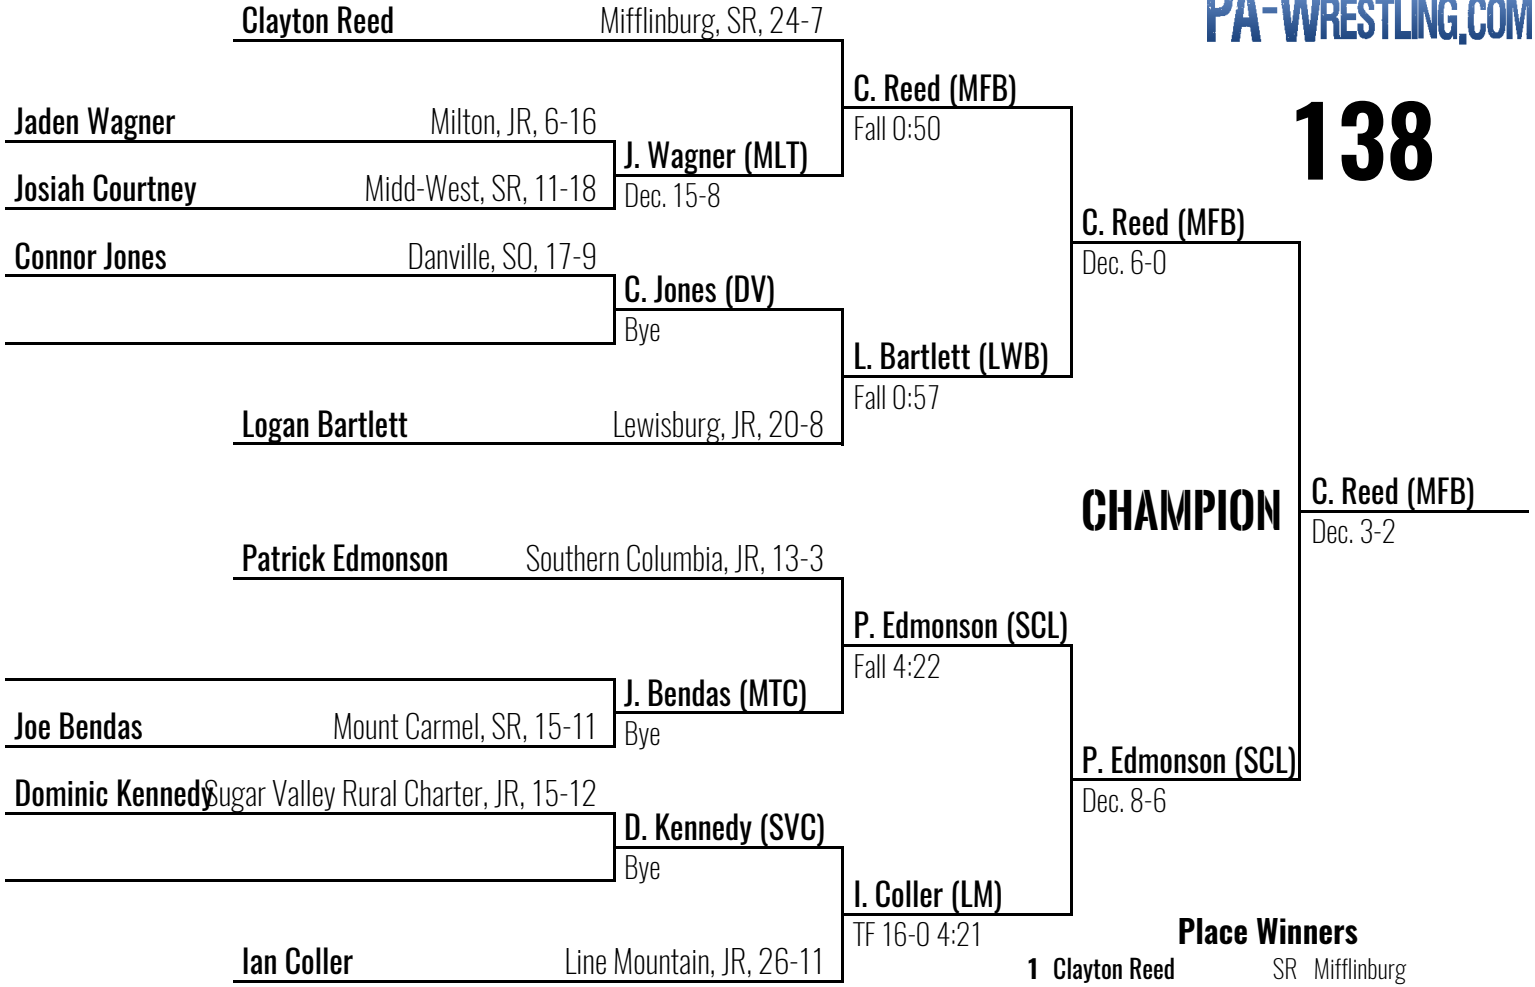 PA-WRESTLING.COM
138
Clayton Reed Mifflinburg, SR, 24-7
C. Reed (MFB)
Fall 0:50
Jaden Wagner Milton, JR, 6-16
J. Wagner (MLT)
Dec. 15-8
Josiah Courtney Midd-West, SR, 11-18
C. Reed (MFB)
Dec. 6-0
Connor Jones Danville, SO, 17-9
C. Jones (DV)
Bye
L. Bartlett (LWB)
Fall 0:57
Logan Bartlett Lewisburg, JR, 20-8
CHAMPION
C. Reed (MFB)
Dec. 3-2
Patrick Edmonson Southern Columbia, JR, 13-3
P. Edmonson (SCL)
Fall 4:22
J. Bendas (MTC)
Bye
Joe Bendas Mount Carmel, SR, 15-11
P. Edmonson (SCL)
Dec. 8-6
Dominic Kennedy Sugar Valley Rural Charter, JR, 15-12
D. Kennedy (SVC)
Bye
I. Coller (LM)
TF 16-0 4:21
Ian Coller Line Mountain, JR, 26-11
Place Winners
1 Clayton Reed SR Mifflinburg